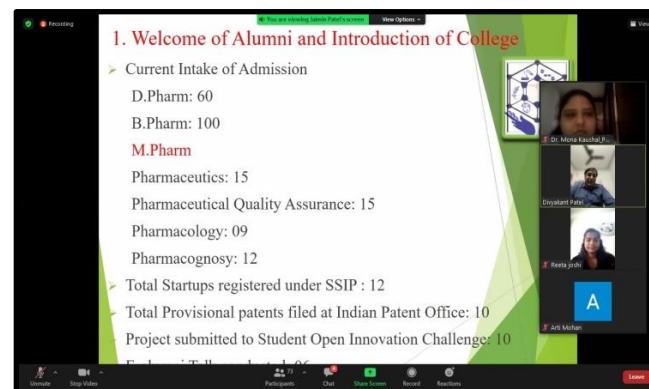 Recording
You are viewing Jaimin Patel's screen
View Options
View
1. Welcome of Alumni and Introduction of College
Current Intake of Admission
D.Pharm: 60
B.Pharm: 100
M.Pharm
Pharmaceutics: 15
Pharmaceutical Quality Assurance: 15
Pharmacology: 09
Pharmacognosy: 12
Total Startups registered under SSIP : 12
Total Provisional patents filed at Indian Patent Office: 10
Project submitted to Student Open Innovation Challenge: 10
Dr. Mona Kaushal_P...
Divyakant Patel
Reeta joshi
A
Arti Mohan
Unmute
Stop Video
73
Participants
Chat
Share Screen
Record
Reactions
Leave